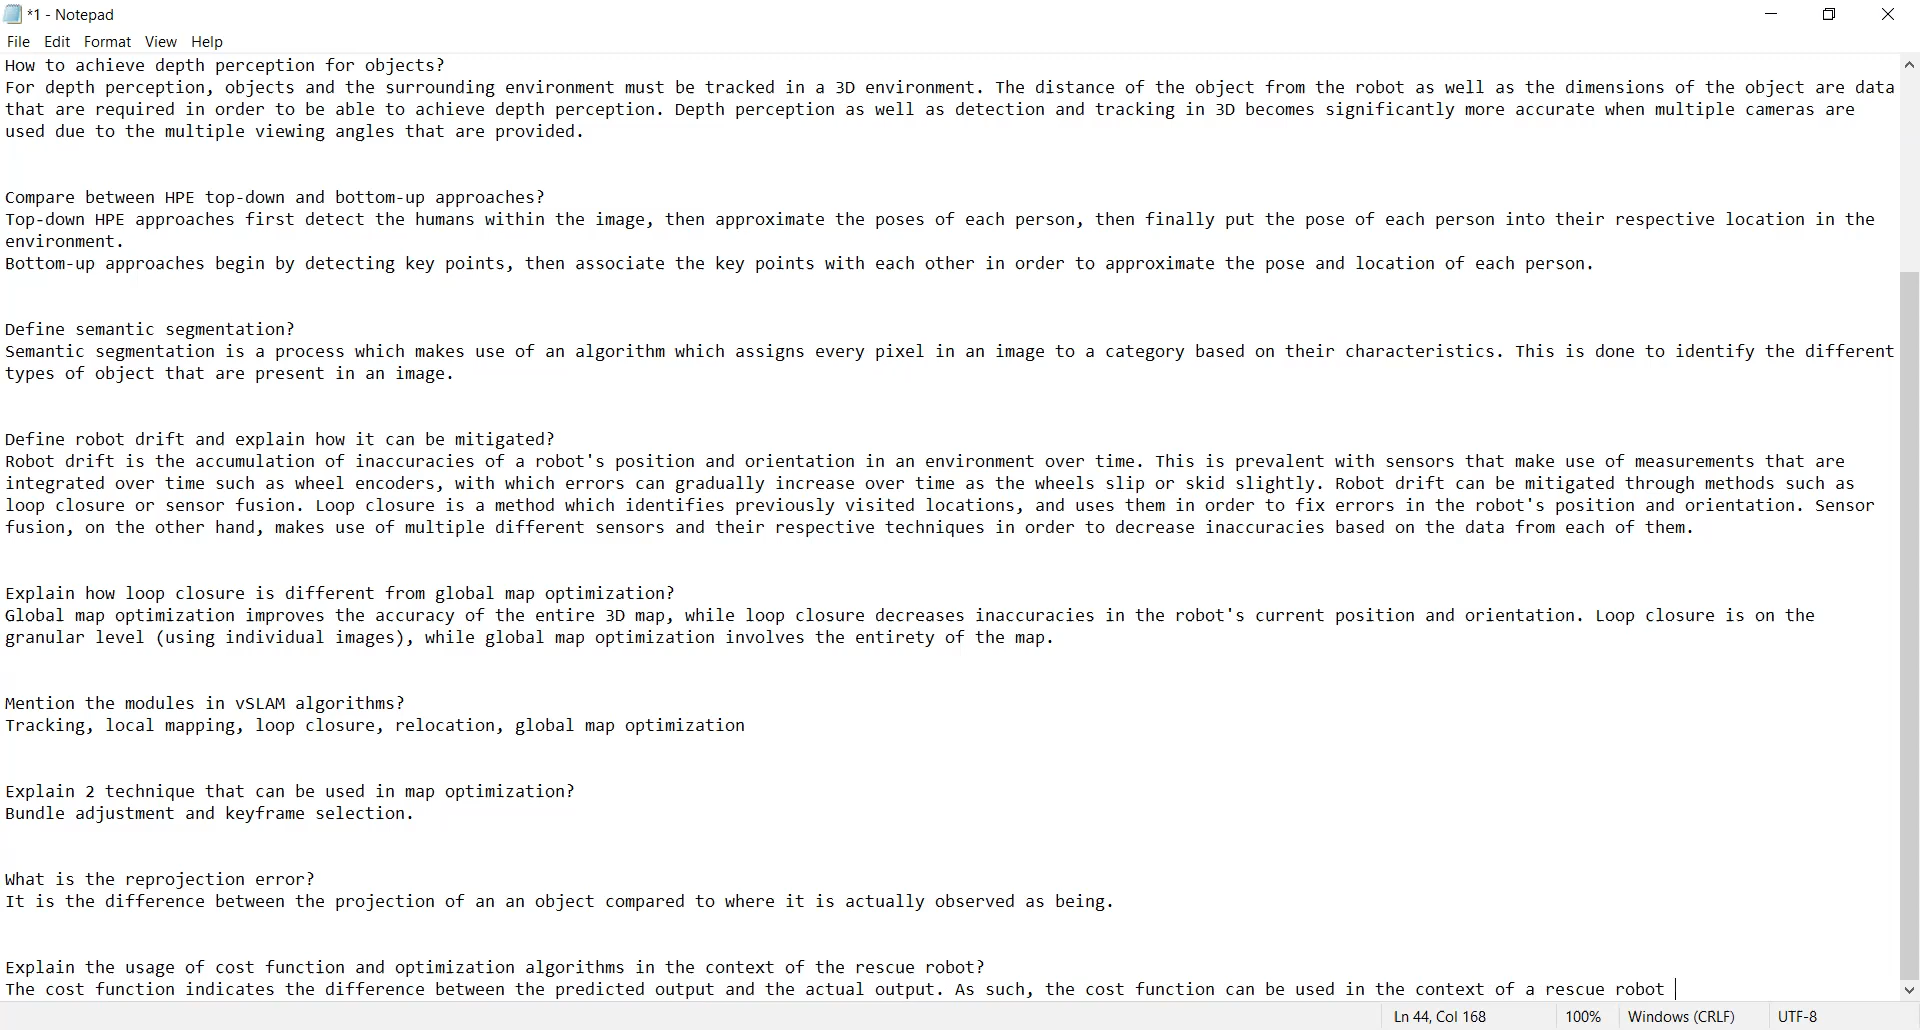 *1 - Notepad
File Edit Format View Help
How to achieve depth perception for objects?
For depth perception, objects and the surrounding environment must be tracked in a 3D environment. The distance of the object from the robot as well as the dimensions of the object are data
that are required in order to be able to achieve depth perception. Depth perception as well as detection and tracking in 3D becomes significantly more accurate when multiple cameras are
used due to the multiple viewing angles that are provided.
Compare between HPE top-down and bottom-up approaches?
Top-down HPE approaches first detect the humans within the image, then approximate the poses of each person, then finally put the pose of each person into their respective location in the
environment.
Bottom-up approaches begin by detecting key points, then associate the key points with each other in order to approximate the pose and location of each person.
Define semantic segmentation?
Semantic segmentation is a process which makes use of an algorithm which assigns every pixel in an image to a category based on their characteristics. This is done to identify the different
types of object that are present in an image.
Define robot drift and explain how it can be mitigated?
Robot drift is the accumulation of inaccuracies of a robot's position and orientation in an environment over time. This is prevalent with sensors that make use of measurements that are
integrated over time such as wheel encoders, with which errors can gradually increase over time as the wheels slip or skid slightly. Robot drift can be mitigated through methods such as
loop closure or sensor fusion. Loop closure is a method which identifies previously visited locations, and uses them in order to fix errors in the robot's position and orientation. Sensor
fusion, on the other hand, makes use of multiple different sensors and their respective techniques in order to decrease inaccuracies based on the data from each of them.
Explain how loop closure is different from global map optimization?
Global map optimization improves the accuracy of the entire 3D map, while loop closure decreases inaccuracies in the robot's current position and orientation. Loop closure is on the
granular level (using individual images), while global map optimization involves the entirety of the map.
Mention the modules in vSLAM algorithms?
Tracking, local mapping, loop closure, relocation, global map optimization
Explain 2 technique that can be used in map optimization?
Bundle adjustment and keyframe selection.
What is the reprojection error?
It is the difference between the projection of an an object compared to where it is actually observed as being.
Explain the usage of cost function and optimization algorithms in the context of the rescue robot?
The cost function indicates the difference between the predicted output and the actual output. As such, the cost function can be used in the context of a rescue robot
Ln 44, Col 168 100% Windows (CRLF) UTF-8